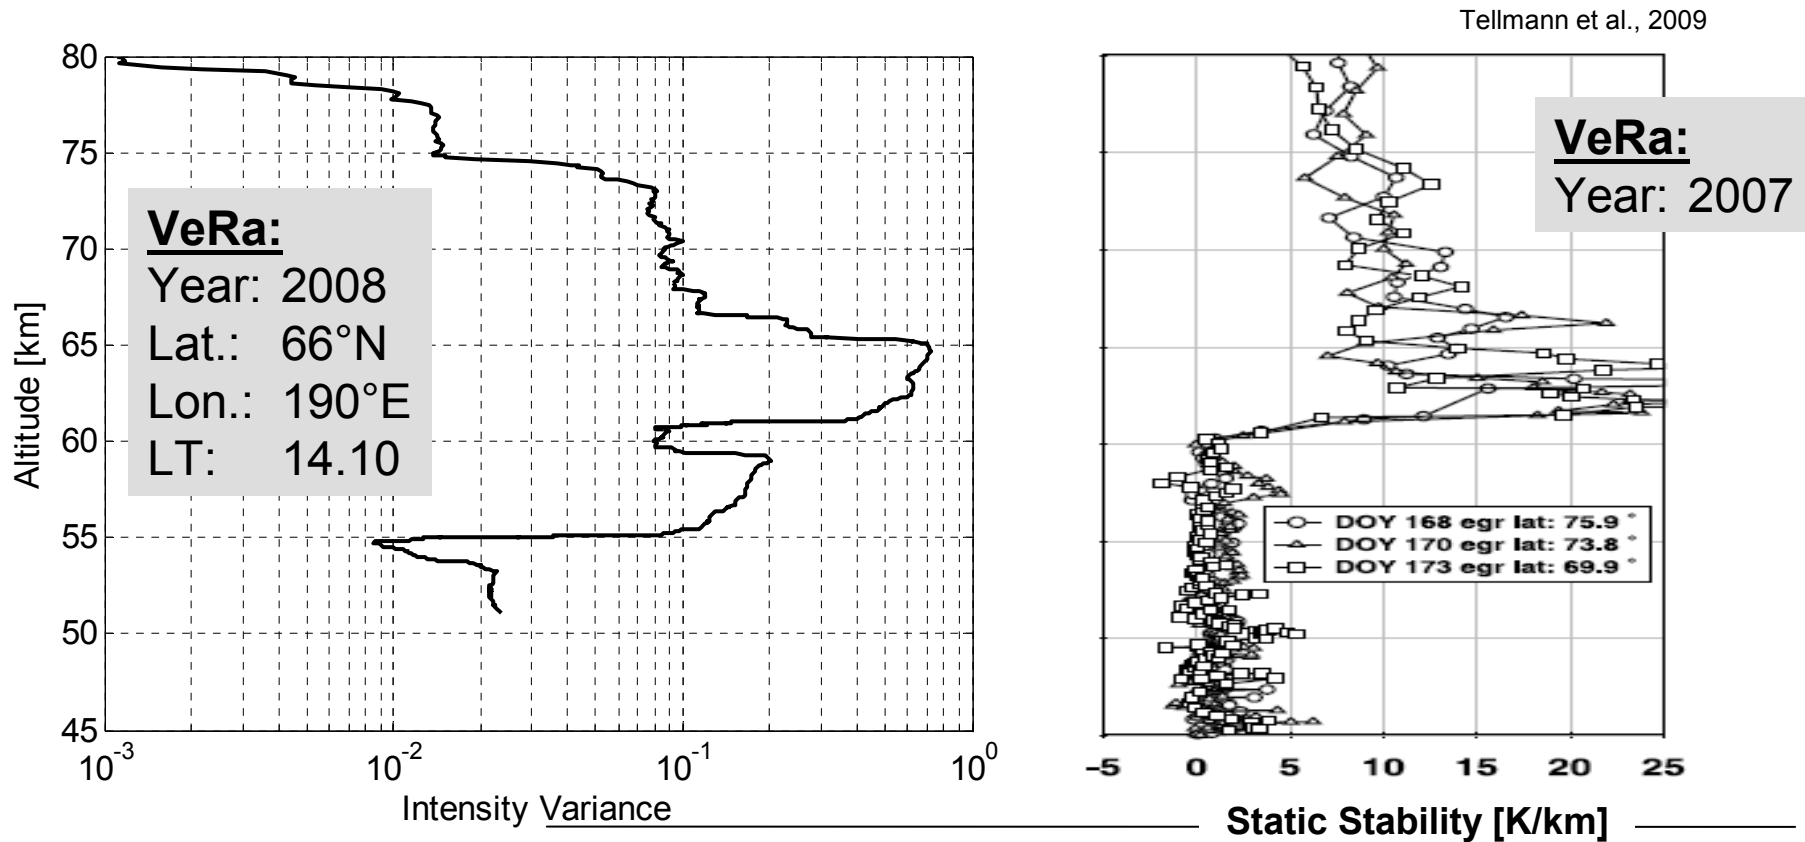 Tellmann et al., 2009
80
75
70
65
60
55
50
45
Altitude [km]
10^-3
10^-2
10^-1
10^0
Intensity Variance
VeRa:
Year: 2008
Lat.: 66°N
Lon.: 190°E
LT: 14.10
VeRa:
Year: 2007
DOY 168 egr lat: 75.9 °
DOY 170 egr lat: 73.8 °
DOY 173 egr lat: 69.9 °
-5 0 5 10 15 20 25
Static Stability [K/km]